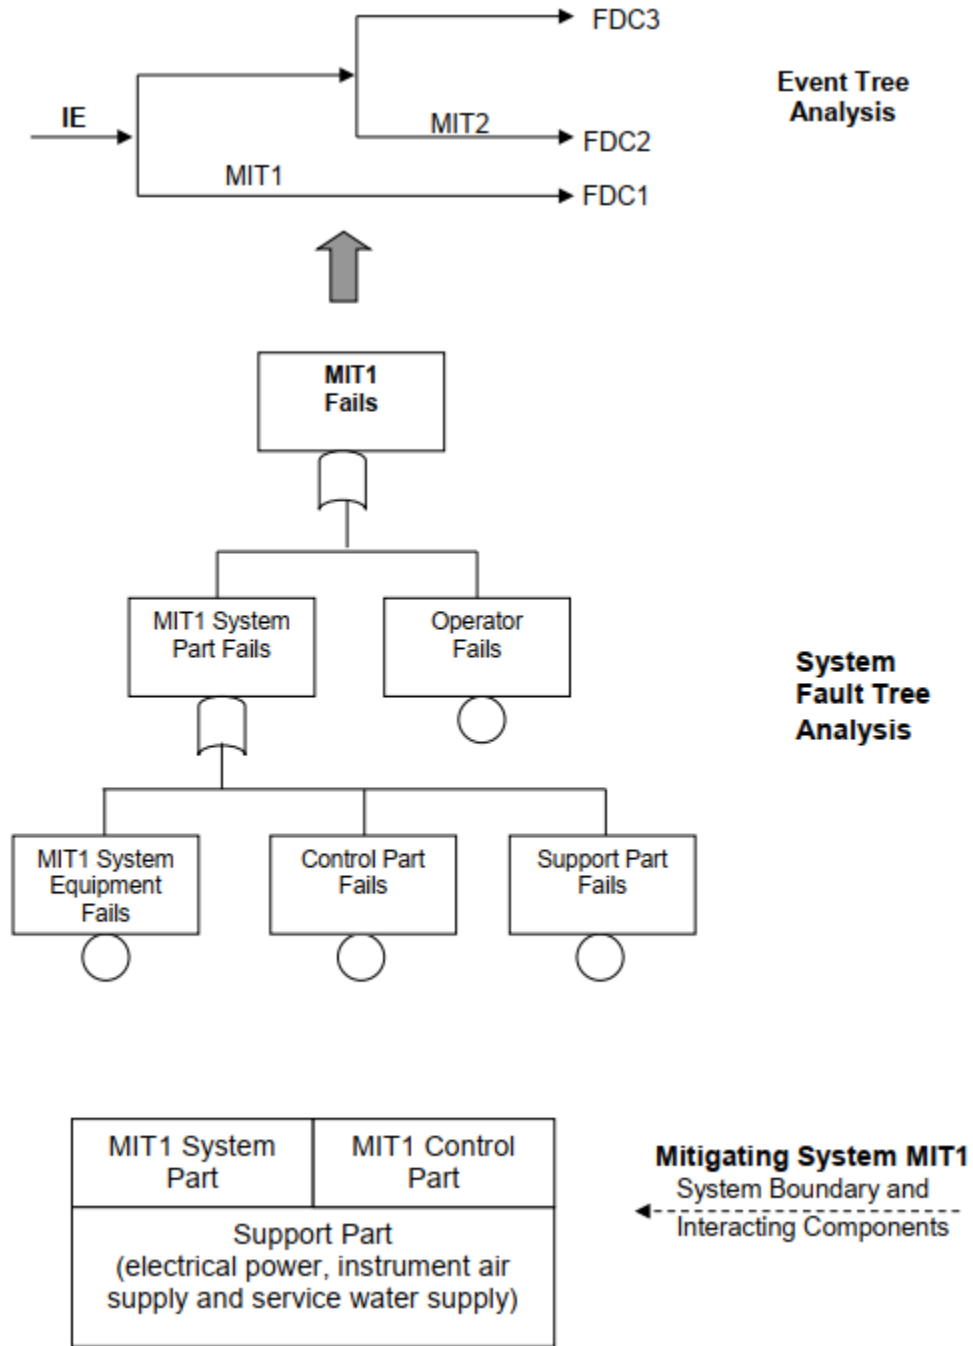 FDC3
Event Tree
Analysis
IE
MIT2
FDC2
MIT1
FDC1
MIT1
Fails
MIT1 System
Part Fails
Operator
Fails
System
Fault Tree
Analysis
MIT1 System
Equipment
Fails
Control Part
Fails
Support Part
Fails
MIT1 System
Part
MIT1 Control
Part
Support Part
(electrical power, instrument air
supply and service water supply)
Mitigating System MIT1
System Boundary and
Interacting Components